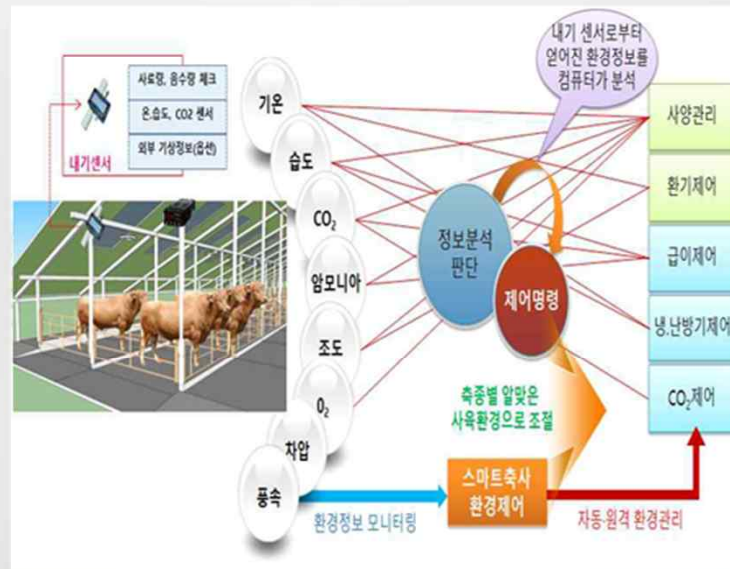 사료량, 음수량 체크
온,습도, CO2 센서
외부 기상정보(옵션)
내기센서
기온
습도
CO₂
암모니아
조도
O₂
차압
풍속
내기 센서로부터
얻어진 환경정보를
컴퓨터가 분석
정보분석
판단
제어명령
축종별 알맞은
사육환경으로 조절
스마트축사
환경제어
환경정보 모니터링
자동·원격 환경관리
사양관리
환기제어
급이제어
냉.난방기제어
CO₂제어